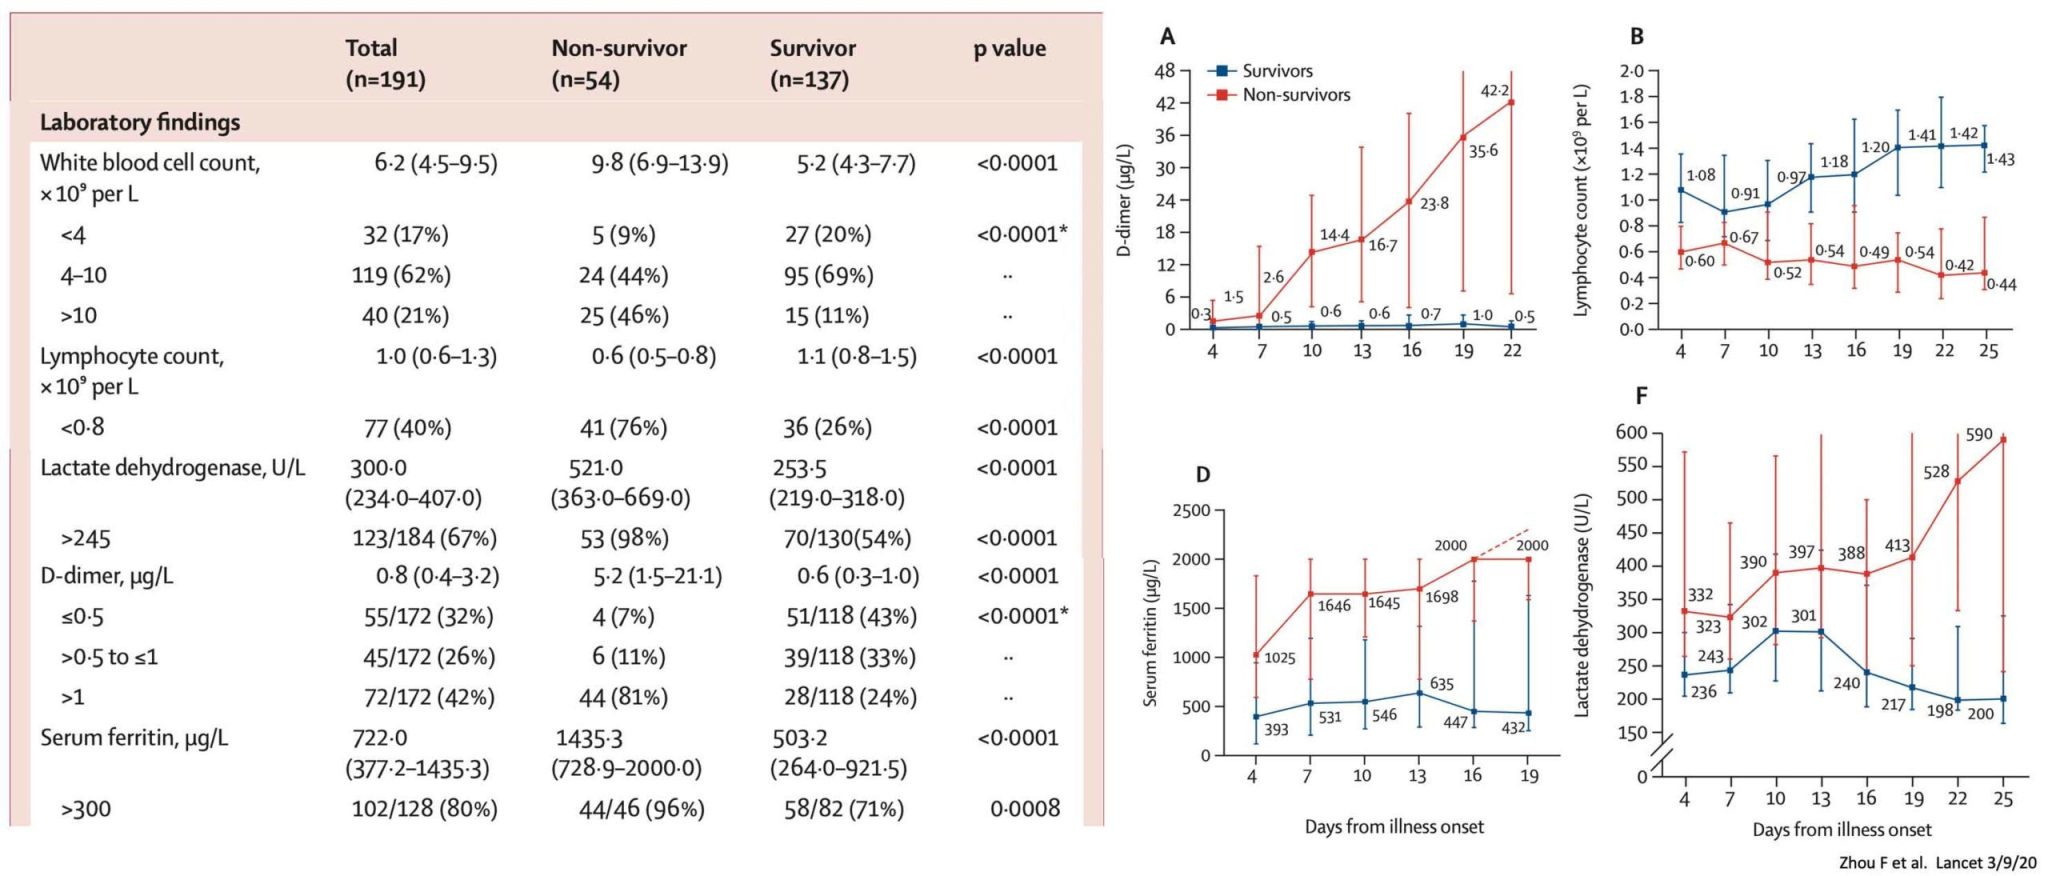 Total Non-survivor Survivor p value
(n=191) (n=54) (n=137)
Laboratory findings
White blood cell count, 6·2 (4·5–9·5) 9·8 (6·9–13·9) 5·2 (4·3–7·7) <0·0001
×10⁹ per L
<4 32 (17%) 5 (9%) 27 (20%) <0·0001*
4–10 119 (62%) 24 (44%) 95 (69%) ··
>10 40 (21%) 25 (46%) 15 (11%) ··
Lymphocyte count, 1·0 (0·6–1·3) 0·6 (0·5–0·8) 1·1 (0·8–1·5) <0·0001
×10⁹ per L
<0·8 77 (40%) 41 (76%) 36 (26%) <0·0001
Lactate dehydrogenase, U/L 300·0 521·0 253·5 <0·0001
(234·0–407·0) (363·0–669·0) (219·0–318·0)
>245 123/184 (67%) 53 (98%) 70/130(54%) <0·0001
D-dimer, µg/L 0·8 (0·4–3·2) 5·2 (1·5–21·1) 0·6 (0·3–1·0) <0·0001
≤0·5 55/172 (32%) 4 (7%) 51/118 (43%) <0·0001*
>0·5 to ≤1 45/172 (26%) 6 (11%) 39/118 (33%) ··
>1 72/172 (42%) 44 (81%) 28/118 (24%) ··
Serum ferritin, µg/L 722·0 1435·3 503·2 <0·0001
(377·2–1435·3) (728·9–2000·0) (264·0–921·5)
>300 102/128 (80%) 44/46 (96%) 58/82 (71%) 0·0008
A
Survivors
Non-survivors
D-dimer (µg/L)
48
42
36
30
24
18
12
6
0
0·3 1·5 2·6 14·4 16·7 23·8 35·6 42·2
0·5 0·6 0·6 0·7 1·0 0·5
4 7 10 13 16 19 22
B
Lymphocyte count (×10⁹ per L)
2·0
1·8
1·6
1·4
1·2
1·0
0·8
0·6
0·4
0·2
0·0
1·08 0·91 0·97 1·18 1·20 1·41 1·42 1·43
0·60 0·67 0·52 0·54 0·49 0·54 0·42 0·44
4 7 10 13 16 19 22 25
D
Serum ferritin (µg/L)
2500
2000
1500
1000
500
0
1025 1646 1645 1698 2000 2000
393 531 546 635 447 432
4 7 10 13 16 19
Days from illness onset
F
Lactate dehydrogenase (U/L)
600
550
500
450
400
350
300
250
200
150
0
332 323 390 397 388 413 528 590
236 243 302 301 240 217 198 200
4 7 10 13 16 19 22 25
Days from illness onset
Zhou F et al. Lancet 3/9/20